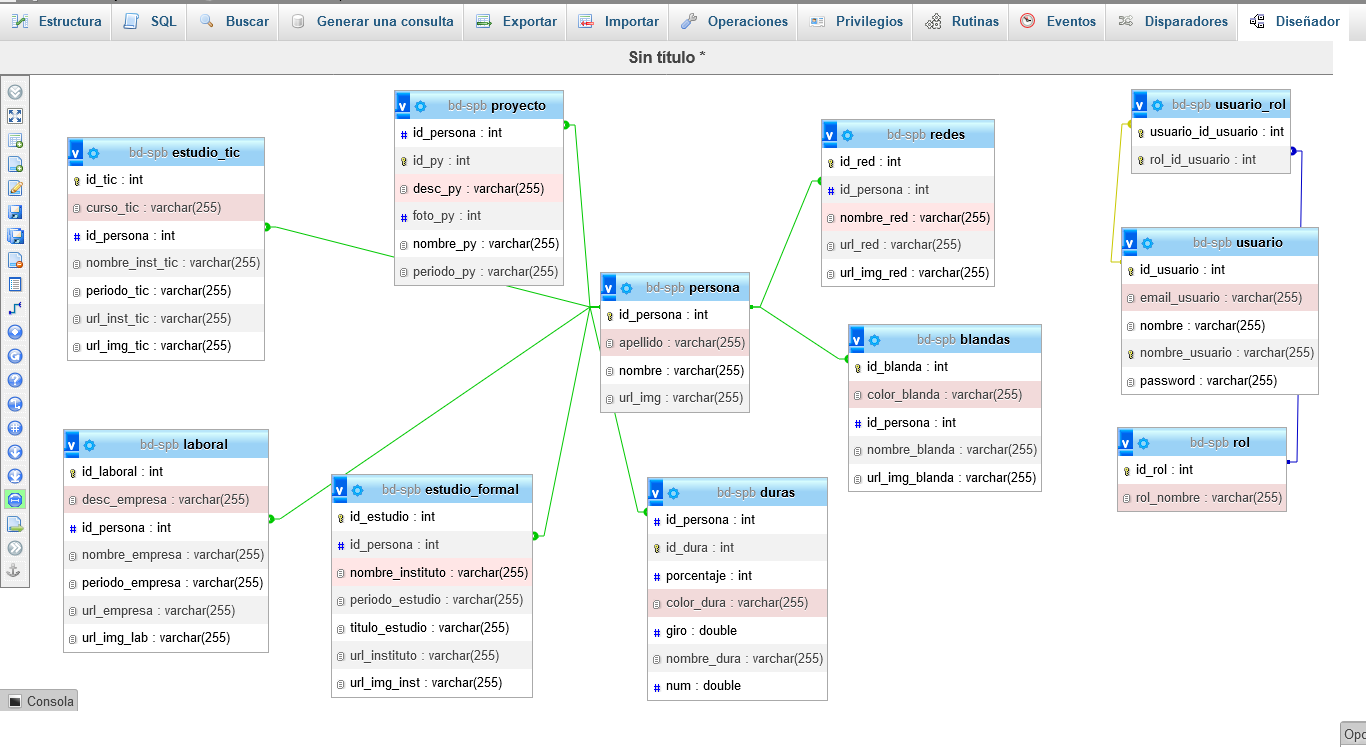 Estructura SQL Buscar Generar una consulta Exportar Importar Operaciones Privilegios Rutinas Eventos Disparadores Diseñador
Sin título *
v bd-spb estudio_tic
id_tic : int
curso_tic : varchar(255)
# id_persona : int
nombre_inst_tic : varchar(255)
periodo_tic : varchar(255)
url_inst_tic : varchar(255)
url_img_tic : varchar(255)
v bd-spb proyecto
# id_persona : int
id_py : int
desc_py : varchar(255)
# foto_py : int
nombre_py : varchar(255)
periodo_py : varchar(255)
v bd-spb persona
id_persona : int
apellido : varchar(255)
nombre : varchar(255)
url_img : varchar(255)
v bd-spb redes
id_red : int
# id_persona : int
nombre_red : varchar(255)
url_red : varchar(255)
url_img_red : varchar(255)
v bd-spb usuario_rol
usuario_id_usuario : int
rol_id_usuario : int
v bd-spb usuario
id_usuario : int
email_usuario : varchar(255)
nombre : varchar(255)
nombre_usuario : varchar(255)
password : varchar(255)
v bd-spb blandas
id_blanda : int
color_blanda : varchar(255)
# id_persona : int
nombre_blanda : varchar(255)
url_img_blanda : varchar(255)
v bd-spb rol
id_rol : int
rol_nombre : varchar(255)
v bd-spb laboral
id_laboral : int
desc_empresa : varchar(255)
# id_persona : int
nombre_empresa : varchar(255)
periodo_empresa : varchar(255)
url_empresa : varchar(255)
url_img_lab : varchar(255)
v bd-spb estudio_formal
id_estudio : int
# id_persona : int
nombre_instituto : varchar(255)
periodo_estudio : varchar(255)
titulo_estudio : varchar(255)
url_instituto : varchar(255)
url_img_inst : varchar(255)
v bd-spb duras
# id_persona : int
id_dura : int
# porcentaje : int
color_dura : varchar(255)
# giro : double
nombre_dura : varchar(255)
# num : double
Consola